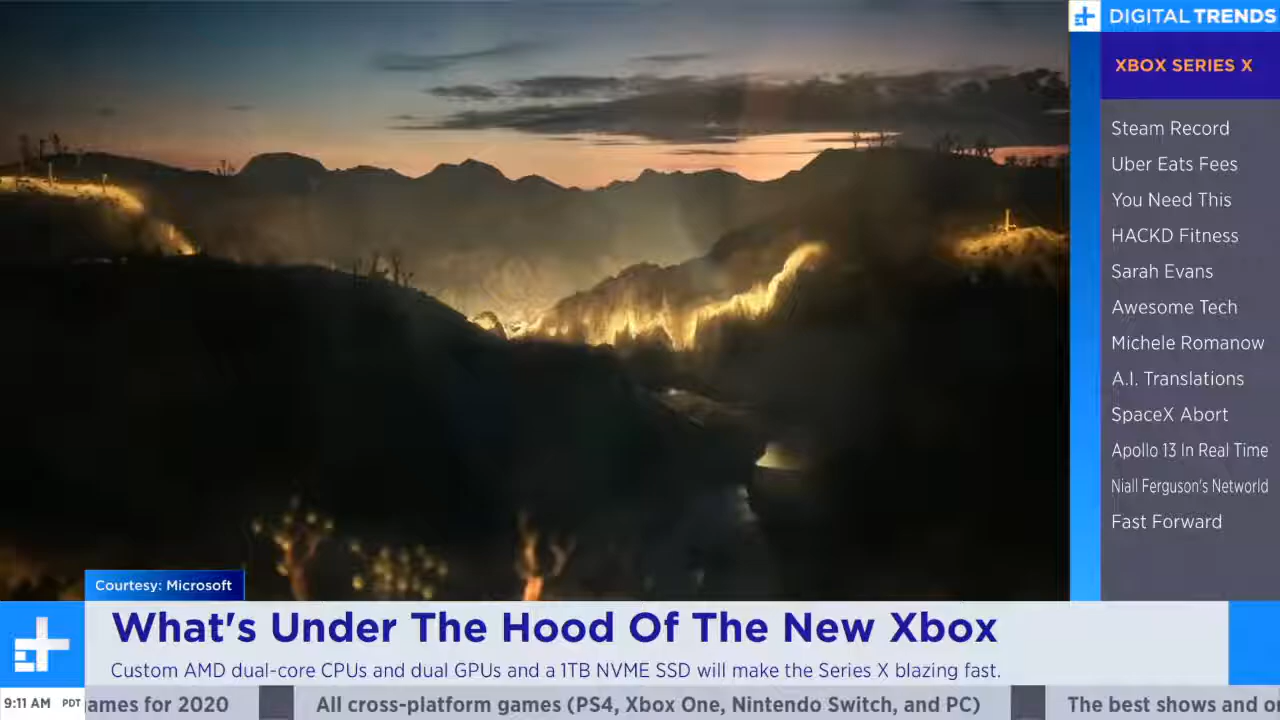 DIGITAL TRENDS
XBOX SERIES X
Steam Record
Uber Eats Fees
You Need This
HACKD Fitness
Sarah Evans
Awesome Tech
Michele Romanow
A.I. Translations
SpaceX Abort
Apollo 13 In Real Time
Niall Ferguson's Networld
Fast Forward
Courtesy: Microsoft
What's Under The Hood Of The New Xbox
Custom AMD dual-core CPUs and dual GPUs and a 1TB NVME SSD will make the Series X blazing fast.
9:11 AM PDT ames for 2020 All cross-platform games (PS4, Xbox One, Nintendo Switch, and PC) The best shows and